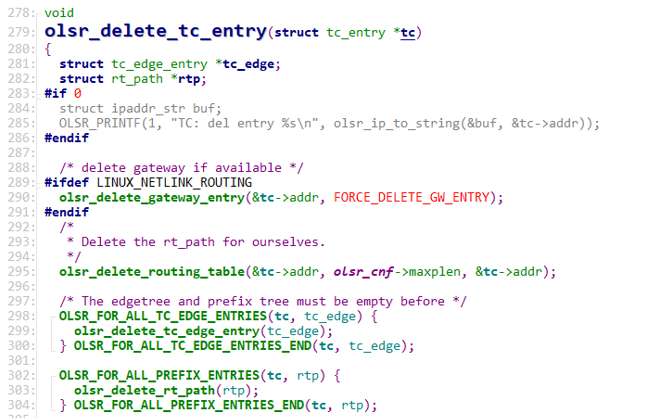 278: void
279: olsr_delete_tc_entry(struct tc_entry *tc)
280: {
281:   struct tc_edge_entry *tc_edge;
282:   struct rt_path *rtp;
283: #if 0
284:   struct ipaddr_str buf;
285:   OLSR_PRINTF(1, "TC: del entry %s\n", olsr_ip_to_string(&buf, &tc->addr));
286: #endif
287:
288:   /* delete gateway if available */
289: #ifdef LINUX_NETLINK_ROUTING
290:   olsr_delete_gateway_entry(&tc->addr, FORCE_DELETE_GW_ENTRY);
291: #endif
292:   /*
293:    * Delete the rt_path for ourselves.
294:    */
295:   olsr_delete_routing_table(&tc->addr, olsr_cnf->maxplen, &tc->addr);
296:
297:   /* The edgetree and prefix tree must be empty before */
298:   OLSR_FOR_ALL_TC_EDGE_ENTRIES(tc, tc_edge) {
299:     olsr_delete_tc_edge_entry(tc_edge);
300:   } OLSR_FOR_ALL_TC_EDGE_ENTRIES_END(tc, tc_edge);
301:
302:   OLSR_FOR_ALL_PREFIX_ENTRIES(tc, rtp) {
303:     olsr_delete_rt_path(rtp);
304:   } OLSR_FOR_ALL_PREFIX_ENTRIES_END(tc, rtp);